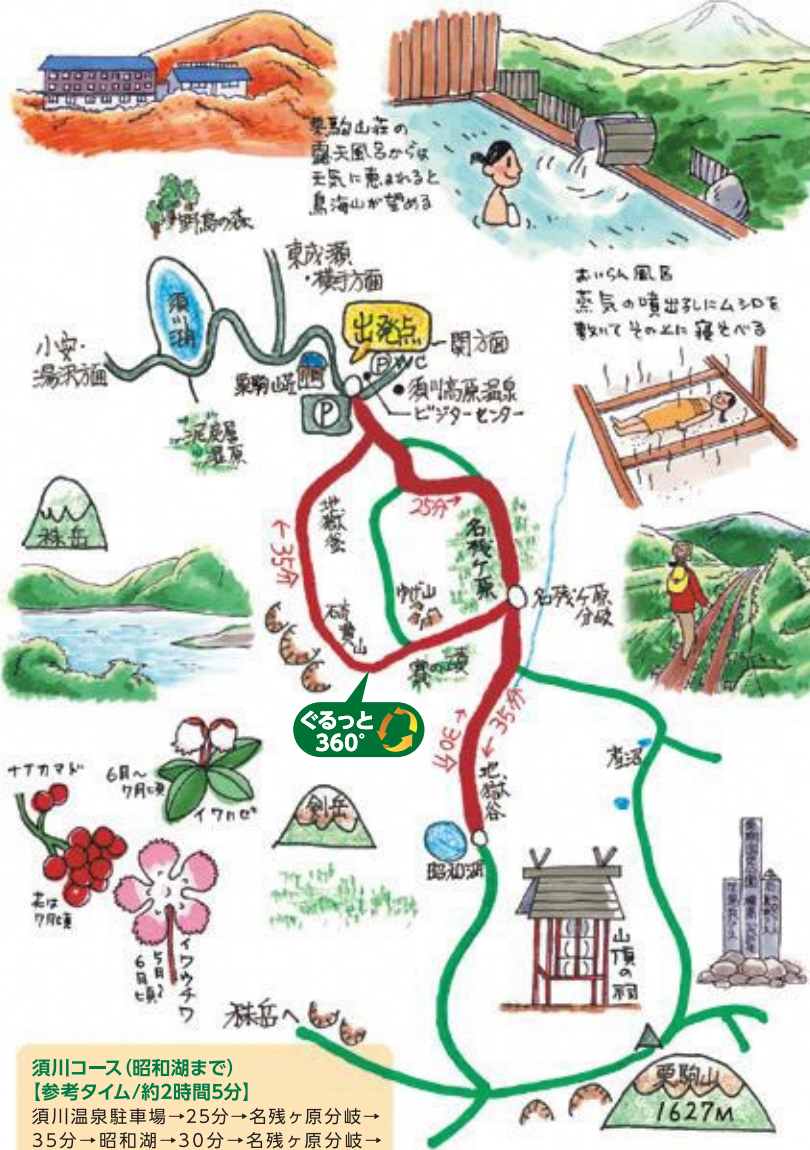 栗駒山荘の
露天風呂からは
天気に恵まれると
鳥海山が望める
野鳥の森
東成瀬
・横手方面
須川湖
出発点
小安・
湯沢方面
栗駒山荘
P
P
WC
一関方面
須川高原温泉
ビジターセンター
泥炭層
湿原
おいらん風呂
蒸気の噴出る孔にムシロを
敷いてその上に寝そべる
秣岳
地獄釜
25分→
←35分
名残ヶ原
ゆげ山
硫黄山
名残ヶ原
分岐
賽の磧
ぐるっと
360°
←35分
←30分
地獄谷
産沼
昭和湖
ナナカマド
実は
7月頃
6月〜
7月頃
イワハゼ
イワウチワ
5月〜
6月頃
剣岳
山頂の祠
秣岳へ
栗駒山
1627M
須川コース(昭和湖まで)
【参考タイム/約2時間5分】
須川温泉駐車場→25分→名残ヶ原分岐→
35分→昭和湖→30分→名残ヶ原分岐→